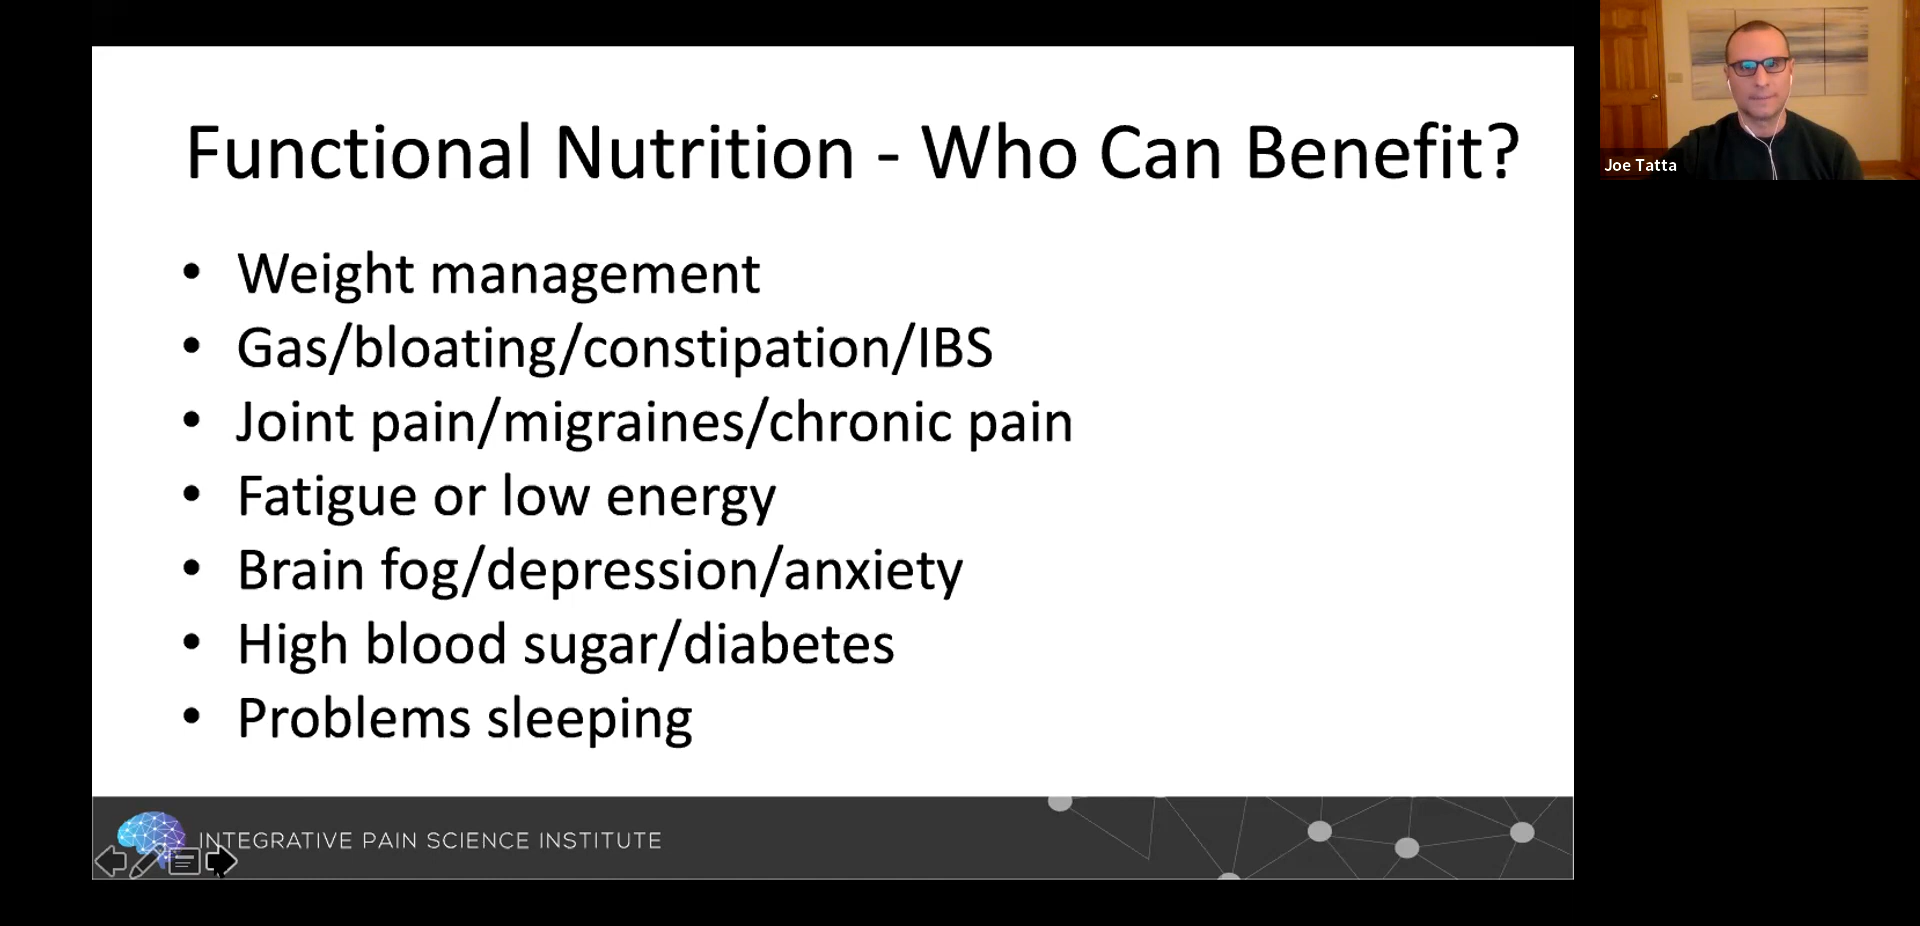 Functional Nutrition - Who Can Benefit?
• Weight management
• Gas/bloating/constipation/IBS
• Joint pain/migraines/chronic pain
• Fatigue or low energy
• Brain fog/depression/anxiety
• High blood sugar/diabetes
• Problems sleeping
INTEGRATIVE PAIN SCIENCE INSTITUTE
Joe Tatta